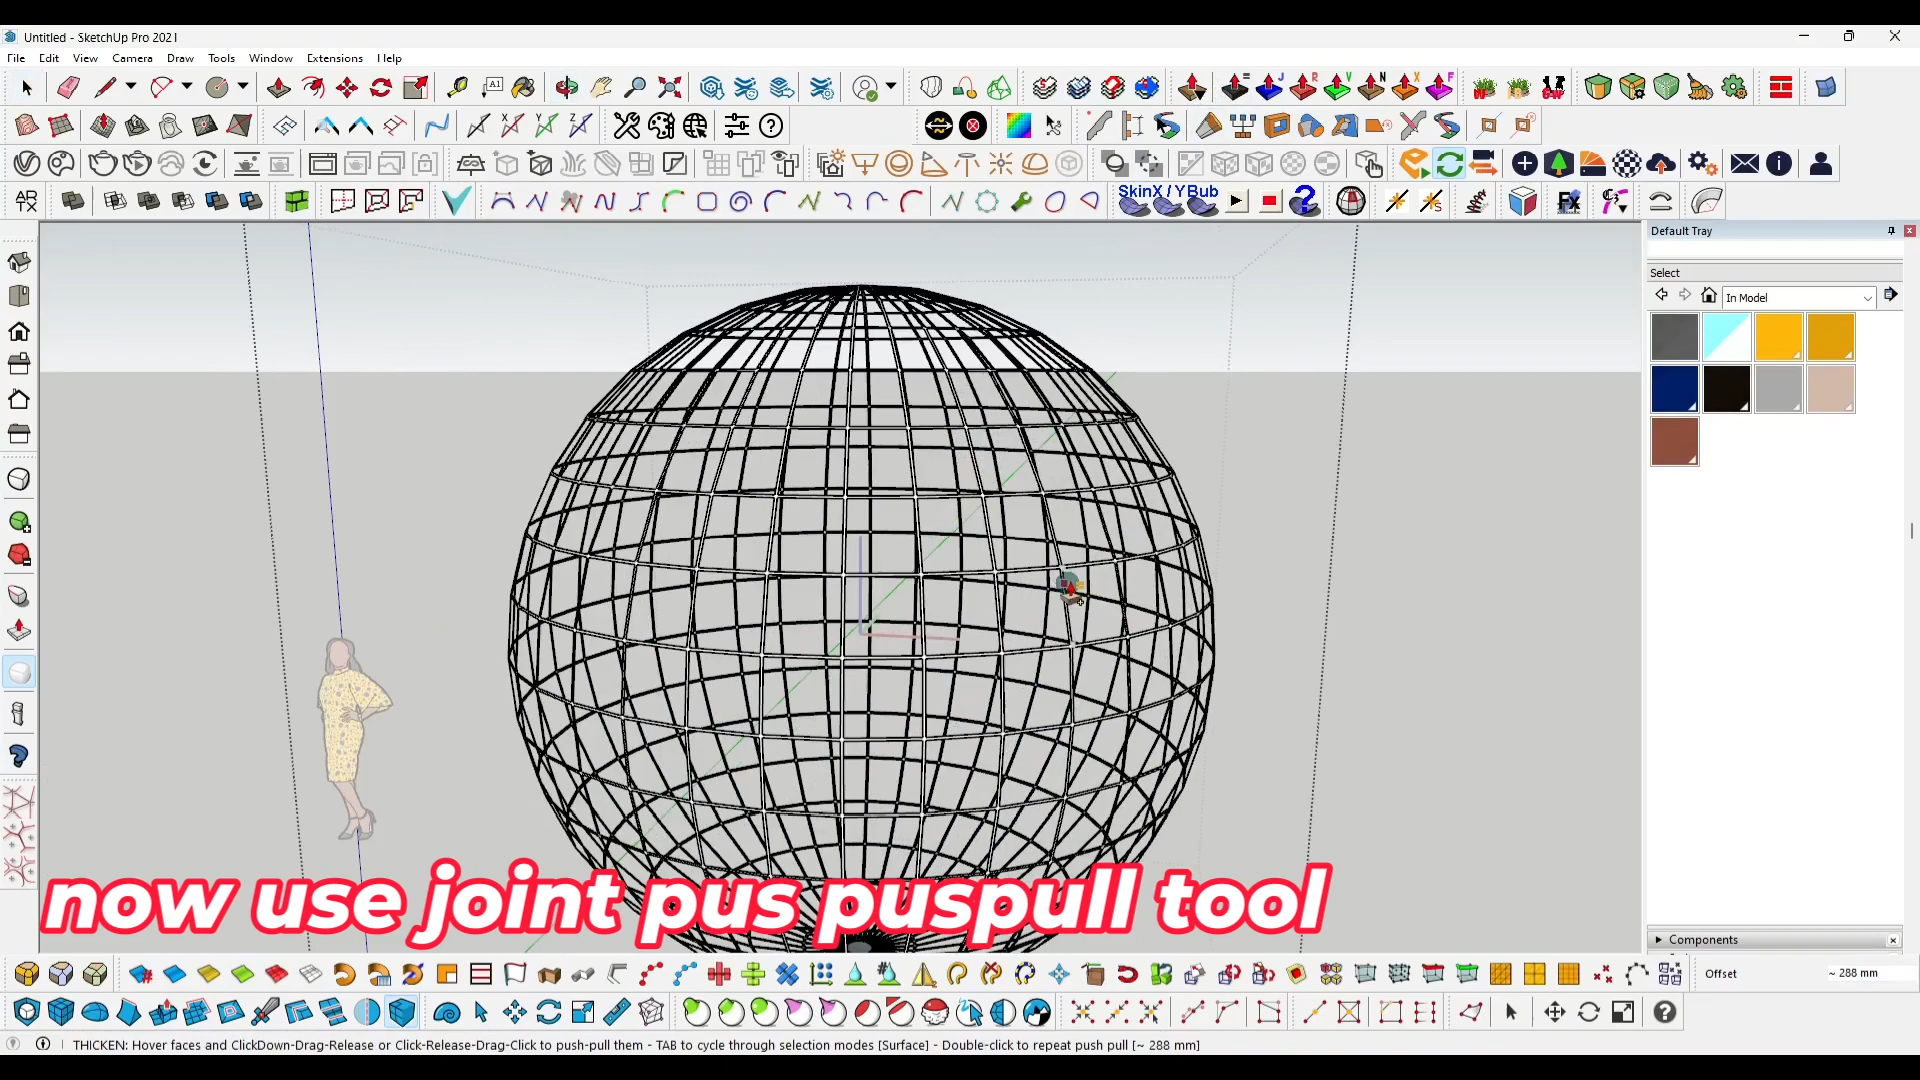 Untitled - SketchUp Pro 2021
File Edit View Camera Draw Tools Window Extensions Help
A1
= J R V N X F
X Y Z
AR
SkinX / YBub
Fx
Default Tray
Select
In Model
now use joint pus puspull tool
Components
Offset ~ 288 mm
THICKEN: Hover faces and ClickDown-Drag-Release or Click-Release-Drag-Click to push-pull them - TAB to cycle through selection modes [Surface] - Double-click to repeat push pull [~ 288 mm]